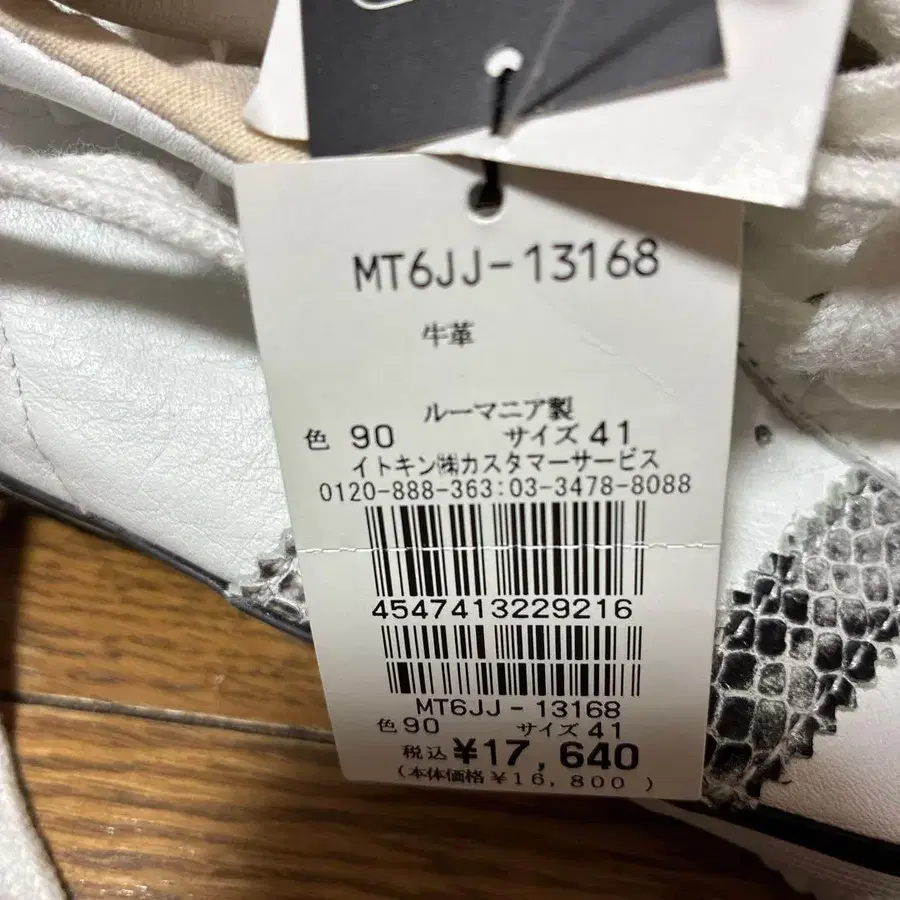 MT6JJ-13168
牛革
ルーマニア製
色 90 サイズ 41
イトキン㈱カスタマーサービス
0120-888-363:03-3478-8088
4547413229216
MT6JJ-13168
色 90 サイズ 41
税込 ¥17,640
(本体価格¥16,800)